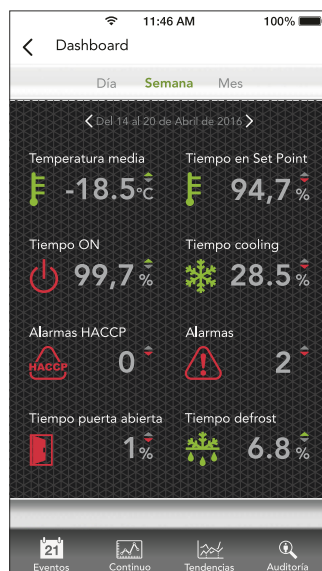 11:46 AM 100%
Dashboard
Día Semana Mes
Del 14 al 20 de Abril de 2016
Temperatura media Tiempo en Set Point
-18.5°C 94,7 %
Tiempo ON Tiempo cooling
99,7 % 28.5 %
Alarmas HACCP Alarmas
HACCP 0 2
Tiempo puerta abierta Tiempo defrost
1% 6.8 %
21
Eventos Continuo Tendencias Auditoría